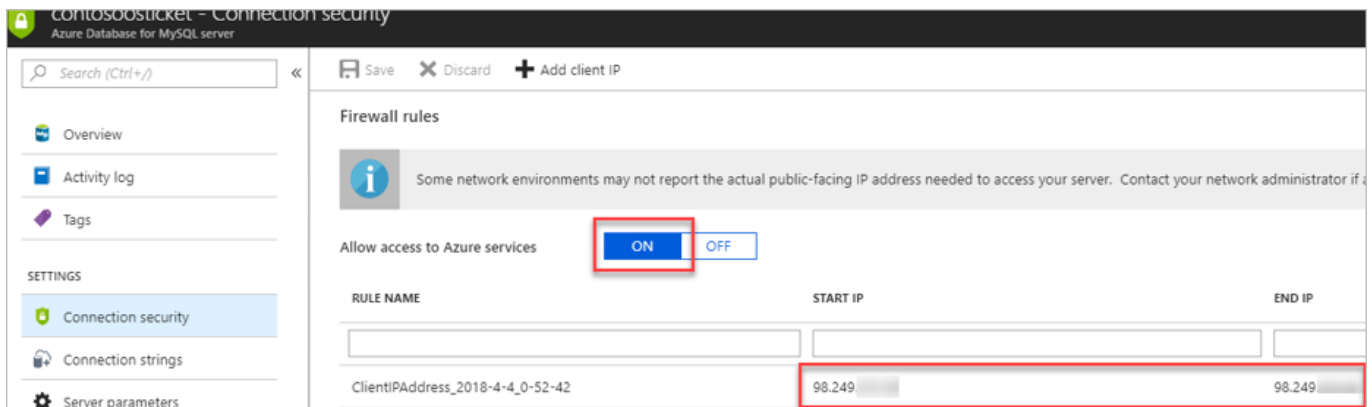 contosoosticket - Connection security
Azure Database for MySQL server
Search (Ctrl+/)
«
Save Discard Add client IP
Overview
Activity log
Tags
SETTINGS
Connection security
Connection strings
Server parameters
Firewall rules
Some network environments may not report the actual public-facing IP address needed to access your server. Contact your network administrator if
Allow access to Azure services ON OFF
RULE NAME START IP END IP
ClientIPAddress_2018-4-4_0-52-42 98.249 98.249